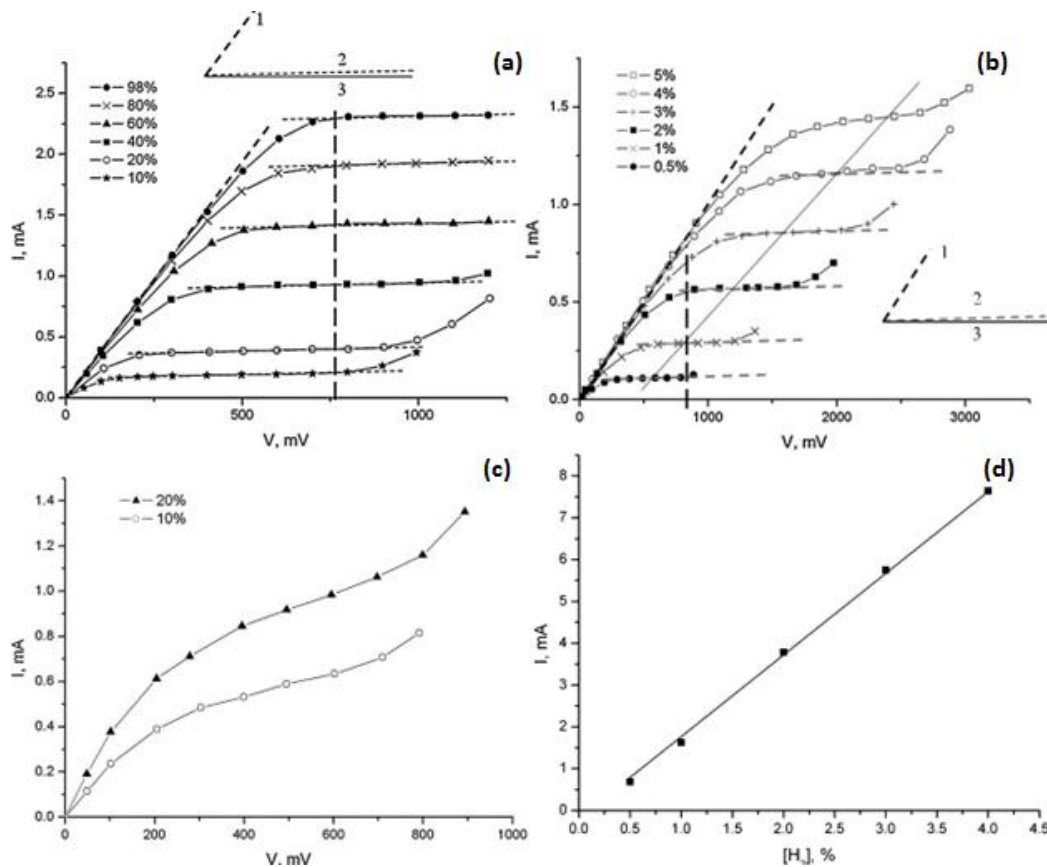 (a)
1
2
3
98%
80%
60%
40%
20%
10%
I, mA
2.5
2.0
1.5
1.0
0.5
0.0
0 500 1000
V, mV
(b)
5%
4%
3%
2%
1%
0.5%
1
2
3
I, mA
1.5
1.0
0.5
0.0
0 1000 2000 3000
V, mV
(c)
20%
10%
I, mA
1.4
1.2
1.0
0.8
0.6
0.4
0.2
0.0
0 200 400 600 800 1000
V, mV
(d)
I, mA
8
7
6
5
4
3
2
1
0
0.0 0.5 1.0 1.5 2.0 2.5 3.0 3.5 4.0 4.5
[H₂], %